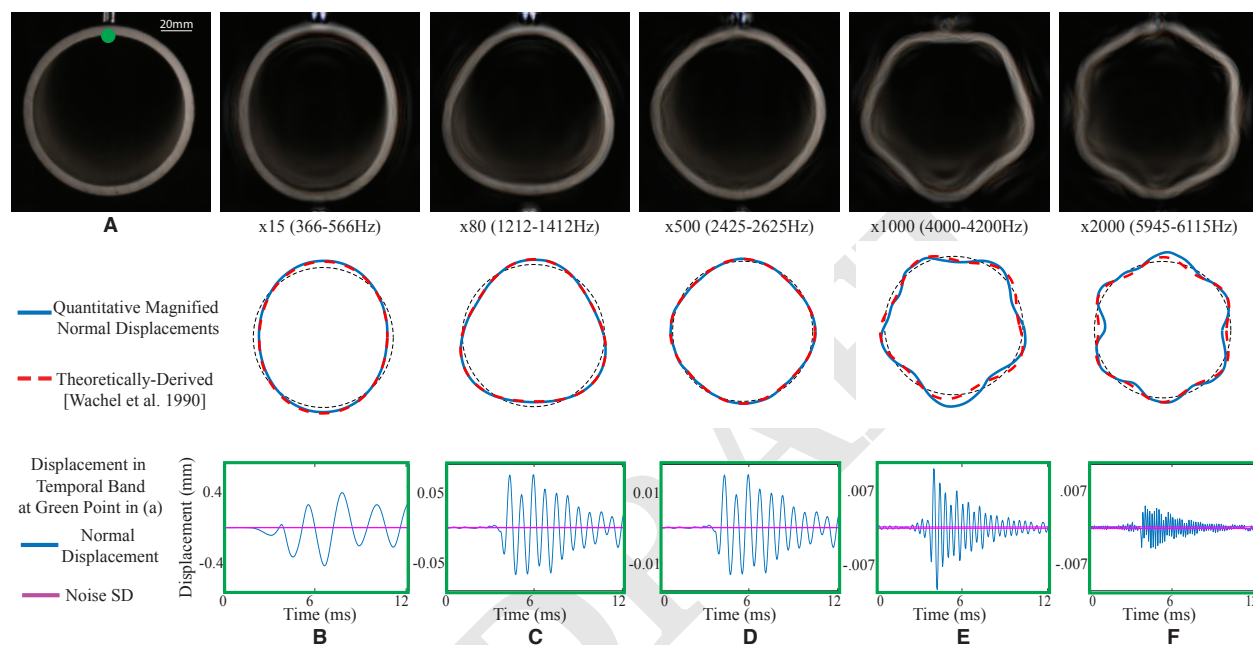 20mm
A
x15 (366-566Hz)
x80 (1212-1412Hz)
x500 (2425-2625Hz)
x1000 (4000-4200Hz)
x2000 (5945-6115Hz)
Quantitative Magnified
Normal Displacements
Theoretically-Derived
[Wachel et al. 1990]
Displacement in
Temporal Band
at Green Point in (a)
Normal
Displacement
Noise SD
Displacement (mm)
0.4
-0.4
0
6
12
Time (ms)
B
0.05
-0.05
0
6
12
Time (ms)
C
0.01
-0.01
0
6
12
Time (ms)
D
.007
-.007
0
6
12
Time (ms)
E
.007
-.007
0
6
12
Time (ms)
F
DRAFT